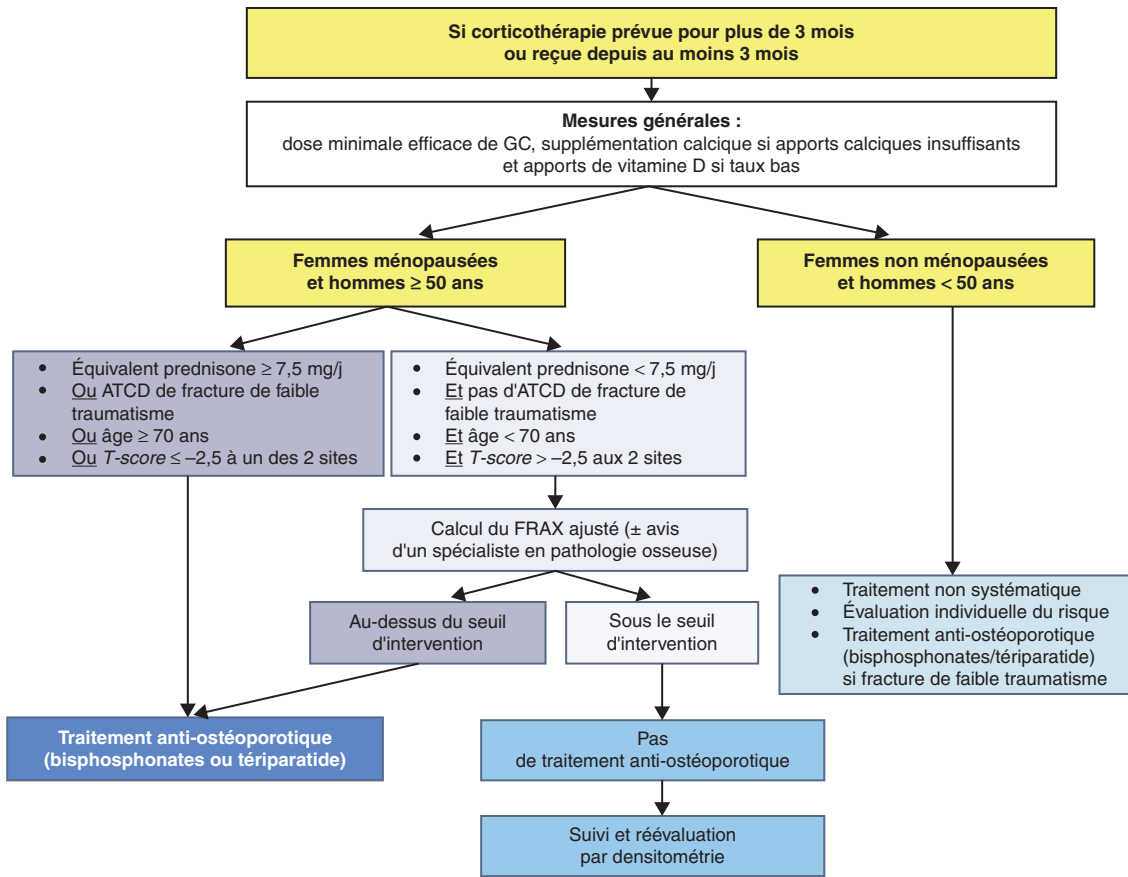 Si corticothérapie prévue pour plus de 3 mois
ou reçue depuis au moins 3 mois
Mesures générales :
dose minimale efficace de GC, supplémentation calcique si apports calciques insuffisants
et apports de vitamine D si taux bas
Femmes ménopausées
et hommes ≥ 50 ans
Femmes non ménopausées
et hommes < 50 ans
• Équivalent prednisone ≥ 7,5 mg/j
• Ou ATCD de fracture de faible
traumatisme
• Ou âge ≥ 70 ans
• Ou T-score ≤ –2,5 à un des 2 sites
• Équivalent prednisone < 7,5 mg/j
• Et pas d'ATCD de fracture de
faible traumatisme
• Et âge < 70 ans
• Et T-score > –2,5 aux 2 sites
Calcul du FRAX ajusté (± avis
d'un spécialiste en pathologie osseuse)
Au-dessus du seuil
d'intervention
Sous le seuil
d'intervention
• Traitement non systématique
• Évaluation individuelle du risque
• Traitement anti-ostéoporotique
(bisphosphonates/tériparatide)
si fracture de faible traumatisme
Traitement anti-ostéoporotique
(bisphosphonates ou tériparatide)
Pas
de traitement anti-ostéoporotique
Suivi et réévaluation
par densitométrie